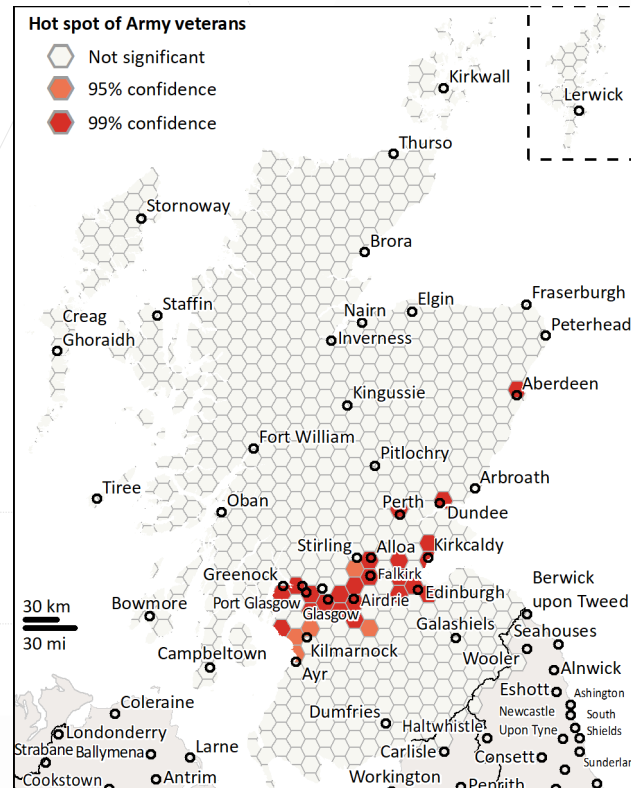 Hot spot of Army veterans
Not significant
95% confidence
99% confidence
Kirkwall
Lerwick
Thurso
Stornoway
Brora
Staffin
Creag
Ghoraidh
Nairn
Elgin
Fraserburgh
Peterhead
Inverness
Aberdeen
Kingussie
Fort William
Pitlochry
Tiree
Oban
Arbroath
Perth
Dundee
Stirling
Alloa
Kirkcaldy
Greenock
Falkirk
Berwick
upon Tweed
Port Glasgow
Airdrie
Edinburgh
Glasgow
30 km
30 mi
Bowmore
Galashiels
Seahouses
Campbeltown
Kilmarnock
Wooler
Alnwick
Ayr
Eshott
Ashington
Coleraine
Dumfries
Haltwhistle
Newcastle
Upon Tyne
South
Shields
Londonderry
Strabane
Ballymena
Larne
Carlisle
Consett
Sunderlan
Cookstown
Antrim
Workington
Penrith